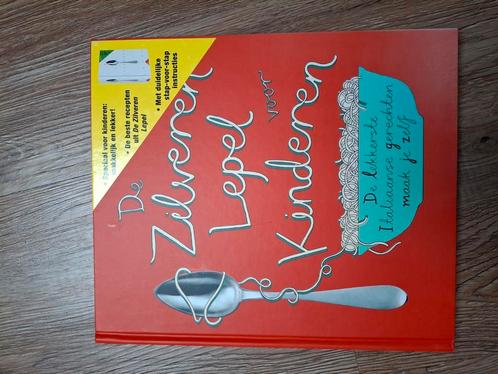 • Speciaal voor kinderen:
makkelijk en lekker!
• De beste recepten
uit De Zilveren
Lepel
• Met duidelijke
stap-voor-stap
instructies
De
Zilveren
Lepel
voor
Kinderen
De lekkerste
Italiaanse gerechten
maak je zelf